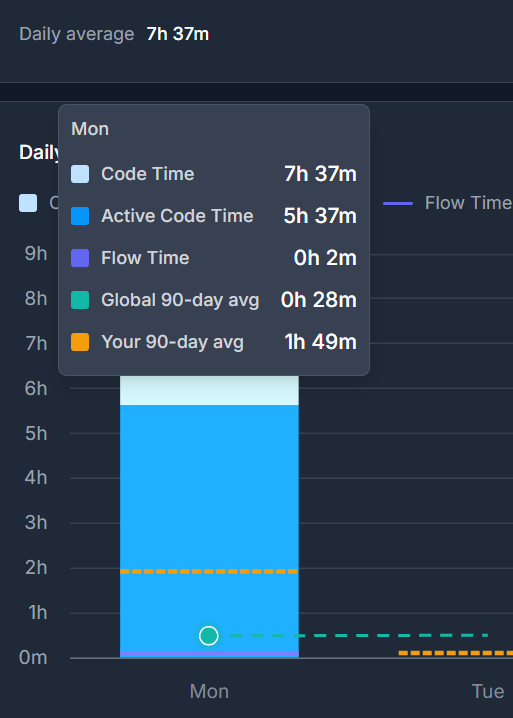 Daily average 7h 37m
Mon
Daily
Code Time 7h 37m
Active Code Time 5h 37m
Flow Time
Flow Time 0h 2m
9h
Global 90-day avg 0h 28m
8h
Your 90-day avg 1h 49m
7h
6h
5h
4h
3h
2h
1h
0m
Mon Tue